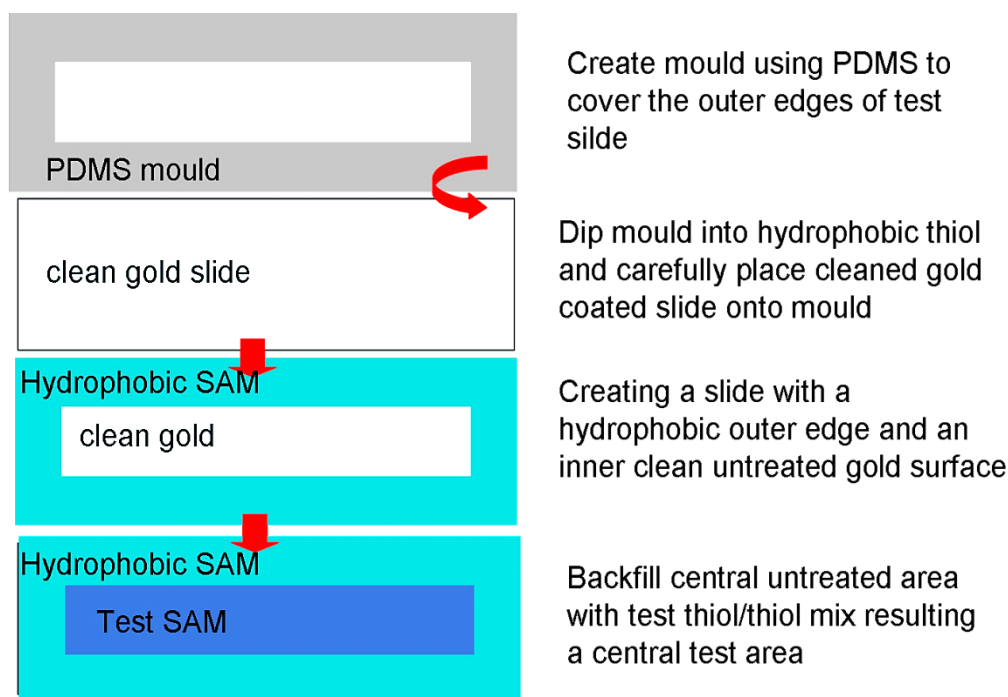 Create mould using PDMS to
cover the outer edges of test
silde
PDMS mould
clean gold slide
Dip mould into hydrophobic thiol
and carefully place cleaned gold
coated slide onto mould
Hydrophobic SAM
clean gold
Creating a slide with a
hydrophobic outer edge and an
inner clean untreated gold surface
Hydrophobic SAM
Test SAM
Backfill central untreated area
with test thiol/thiol mix resulting
a central test area